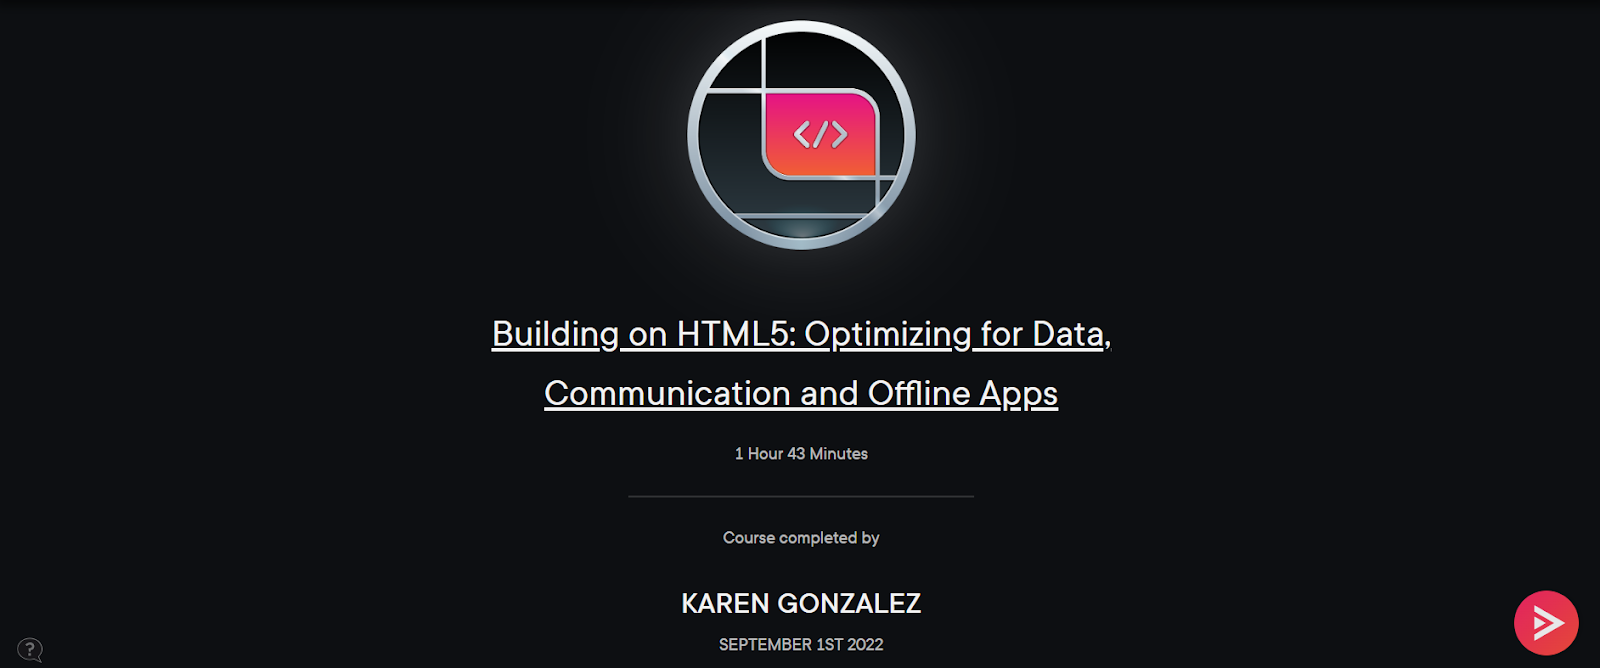 </>
Building on HTML5: Optimizing for Data,
Communication and Offline Apps
1 Hour 43 Minutes
Course completed by
KAREN GONZALEZ
SEPTEMBER 1ST 2022
?